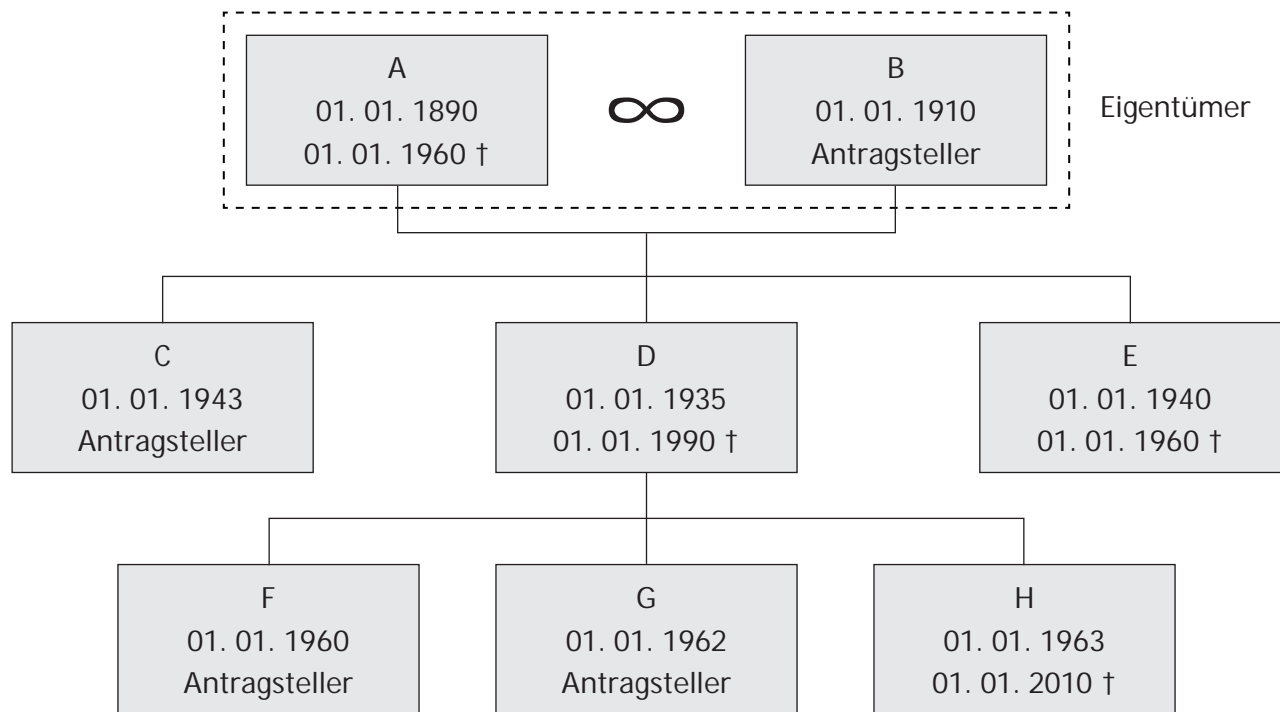 A
01. 01. 1890
01. 01. 1960 †
B
01. 01. 1910
Antragsteller
Eigentümer
C
01. 01. 1943
Antragsteller
D
01. 01. 1935
01. 01. 1990 †
E
01. 01. 1940
01. 01. 1960 †
F
01. 01. 1960
Antragsteller
G
01. 01. 1962
Antragsteller
H
01. 01. 1963
01. 01. 2010 †